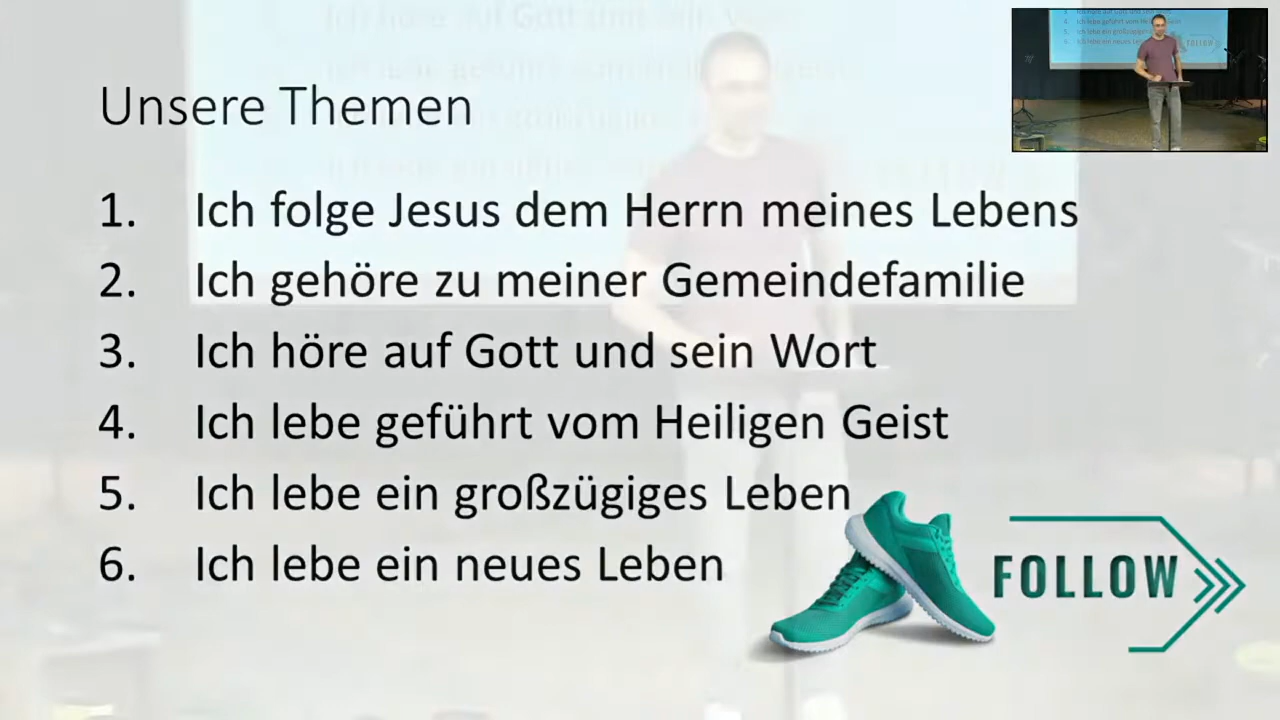 Unsere Themen
1. Ich folge Jesus dem Herrn meines Lebens
2. Ich gehöre zu meiner Gemeindefamilie
3. Ich höre auf Gott und sein Wort
4. Ich lebe geführt vom Heiligen Geist
5. Ich lebe ein großzügiges Leben
6. Ich lebe ein neues Leben
FOLLOW